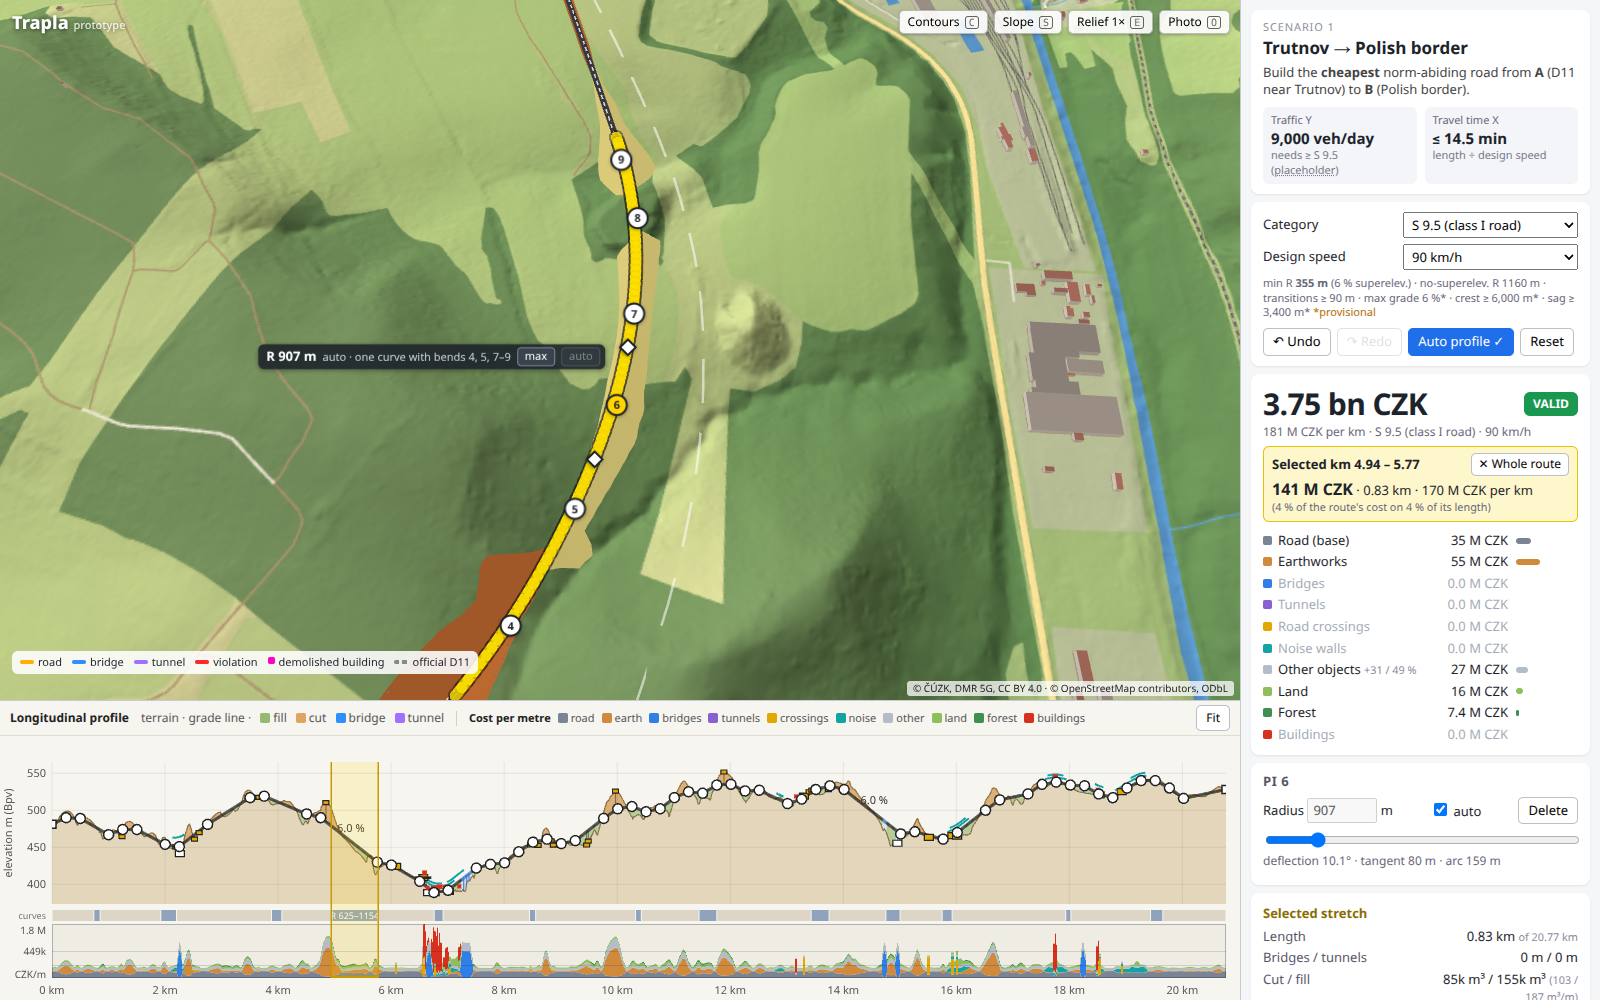 Trapla prototype
Contours C
Slope S
Relief 1× E
Photo O
9
8
7
R 907 m auto · one curve with bends 4, 5, 7–9 max auto
6
5
4
road bridge tunnel violation demolished building official D11
© ČÚZK, DMR 5G, CC BY 4.0 · © OpenStreetMap contributors, ODbL
SCENARIO 1
Trutnov → Polish border
Build the cheapest norm-abiding road from A (D11
near Trutnov) to B (Polish border).
Traffic Y
9,000 veh/day
needs ≥ S 9.5
(placeholder)
Travel time X
≤ 14.5 min
length ÷ design speed
Category S 9.5 (class I road)
Design speed 90 km/h
min R 355 m (6 % superelev.) · no-superelev. R 1160 m ·
transitions ≥ 90 m · max grade 6 %* · crest ≥ 6,000 m* · sag ≥
3,400 m* *provisional
↶ Undo ↷ Redo Auto profile ✓ Reset
3.75 bn CZK VALID
181 M CZK per km · S 9.5 (class I road) · 90 km/h
Selected km 4.94 – 5.77 ✕ Whole route
141 M CZK · 0.83 km · 170 M CZK per km
(4 % of the route's cost on 4 % of its length)
Road (base) 35 M CZK
Earthworks 55 M CZK
Bridges 0.0 M CZK
Tunnels 0.0 M CZK
Road crossings 0.0 M CZK
Noise walls 0.0 M CZK
Other objects +31 / 49 % 27 M CZK
Land 16 M CZK
Forest 7.4 M CZK
Buildings 0.0 M CZK
PI 6
Radius 907 m auto Delete
deflection 10.1° · tangent 80 m · arc 159 m
Selected stretch
Length 0.83 km of 20.77 km
Bridges / tunnels 0 m / 0 m
Cut / fill 85k m³ / 155k m³ (103 /
187 m³/m)
Longitudinal profile terrain · grade line · fill cut bridge tunnel Cost per metre road earth bridges tunnels crossings noise other land forest buildings Fit
elevation m (Bpv)
550
500
450
400
6.0 %
6.0 %
curves
R 625–1154
1.8 M
449k
CZK/m
0 km 2 km 4 km 6 km 8 km 10 km 12 km 14 km 16 km 18 km 20 km